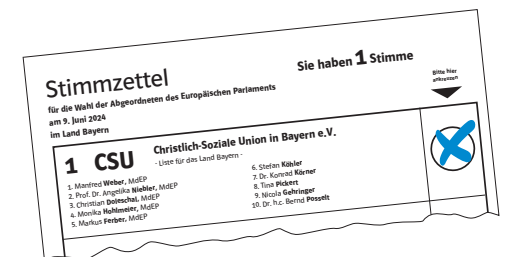 Stimmzettel
für die Wahl der Abgeordneten des Europäischen Parlaments
am 9. Juni 2024
im Land Bayern
Sie haben 1 Stimme
Bitte hier
ankreuzen
1 CSU
Christlich-Soziale Union in Bayern e.V.
- Liste für das Land Bayern -
1. Manfred Weber, MdEP
2. Prof. Dr. Angelika Niebler, MdEP
3. Christian Doleschal, MdEP
4. Monika Hohlmeier, MdEP
5. Markus Ferber, MdEP
6. Stefan Köhler
7. Dr. Konrad Körner
8. Tina Pickert
9. Nicola Gehringer
10. Dr. h.c. Bernd Posselt